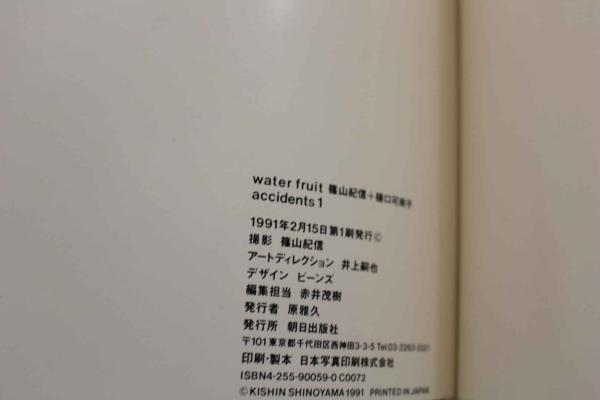 water fruit 篠山紀信+樋口可南子
accidents 1
1991年2月15日第1刷発行©
撮影 篠山紀信
アートディレクション 井上嗣也
デザイン ビーンズ
編集担当 赤井茂樹
発行者 原雅久
発行所 朝日出版社
〒101 東京都千代田区西神田3-3-5 Tel.03-3263-3321
印刷・製本 日本写真印刷株式会社
ISBN4-255-90059-0 C0072
©KISHIN SHINOYAMA 1991 PRINTED IN JAPAN